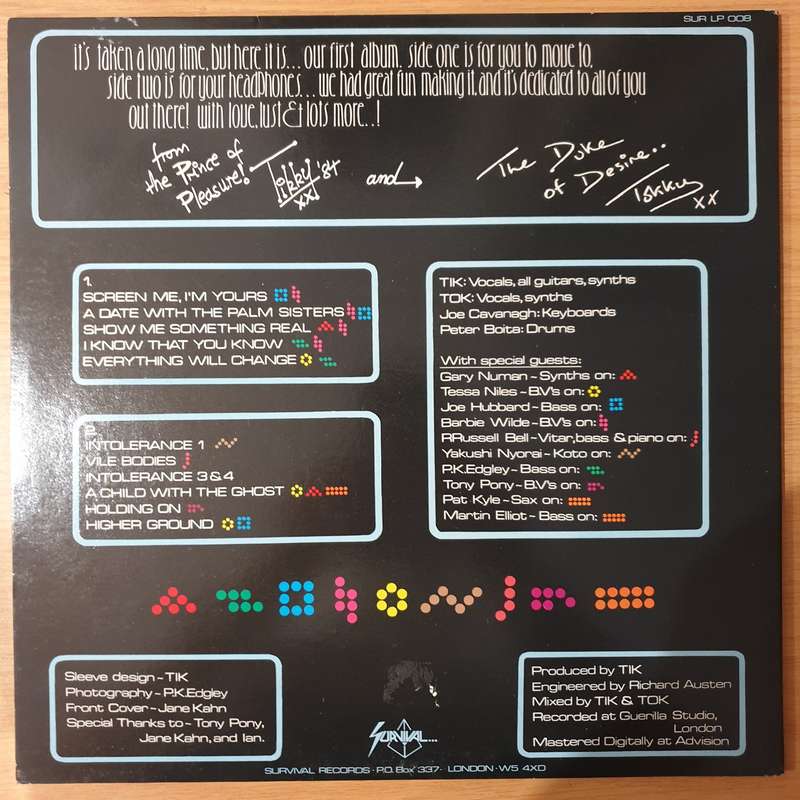 SUR LP 008
it's taken a long time, but here it is... our first album. side one is for you to move to,
side two is for your headphones... we had great fun making it, and it's dedicated to all of you
out there! with love, lust & lots more..!
from
the Prince of
Pleasure!
Tikky '84
xx
and
The Duke
of Desire..
Tokky
xx
1.
SCREEN ME, I'M YOURS
A DATE WITH THE PALM SISTERS
SHOW ME SOMETHING REAL
I KNOW THAT YOU KNOW
EVERYTHING WILL CHANGE
2.
INTOLERANCE 1
VILE BODIES
INTOLERANCE 3&4
A CHILD WITH THE GHOST
HOLDING ON
HIGHER GROUND
TIK: Vocals, all guitars, synths
TOK: Vocals, synths
Joe Cavanagh: Keyboards
Peter Boita: Drums
With special guests:
Gary Numan ~ Synths on:
Tessa Niles ~ B.V's on:
Joe Hubbard ~ Bass on:
Barbie Wilde ~ B.V's on:
RRussell Bell ~ Vitar, bass & piano on:
Yakushi Nyorai ~ Koto on:
P.K.Edgley ~ Bass on:
Tony Pony ~ B.V's on:
Pat Kyle ~ Sax on:
Martin Elliot ~ Bass on:
Sleeve design ~ TIK
Photography ~ P.K.Edgley
Front Cover ~ Jane Kahn
Special Thanks to ~ Tony Pony,
Jane Kahn, and Ian.
SURVIVAL...
Produced by TIK
Engineered by Richard Austen
Mixed by TIK & TOK
Recorded at Guerilla Studio,
London
Mastered Digitally at Advision
SURVIVAL RECORDS · P.O. Box 337 · LONDON · W5 4XD